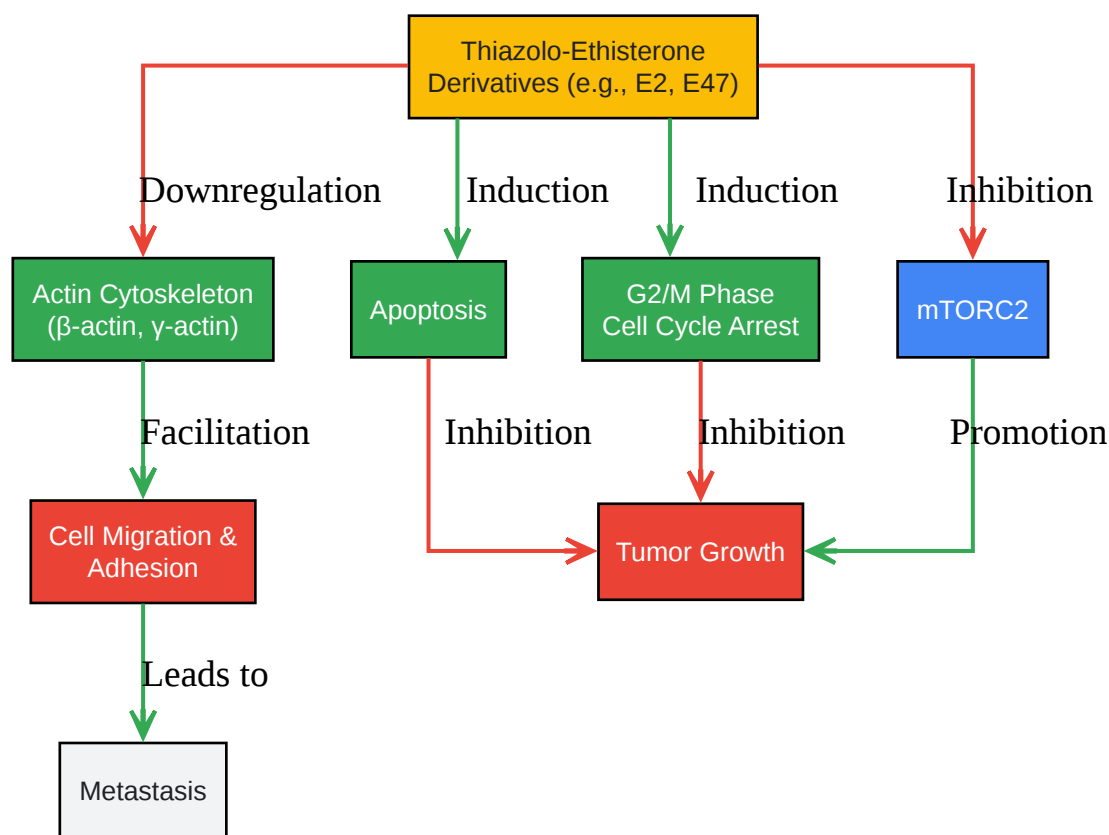 Thiazolo-Ethisterone
Derivatives (e.g., E2, E47)
Downregulation
Induction
Induction
Inhibition
Actin Cytoskeleton
(β-actin, γ-actin)
Apoptosis
G2/M Phase
Cell Cycle Arrest
mTORC2
Facilitation
Inhibition
Inhibition
Promotion
Cell Migration &
Adhesion
Tumor Growth
Leads to
Metastasis